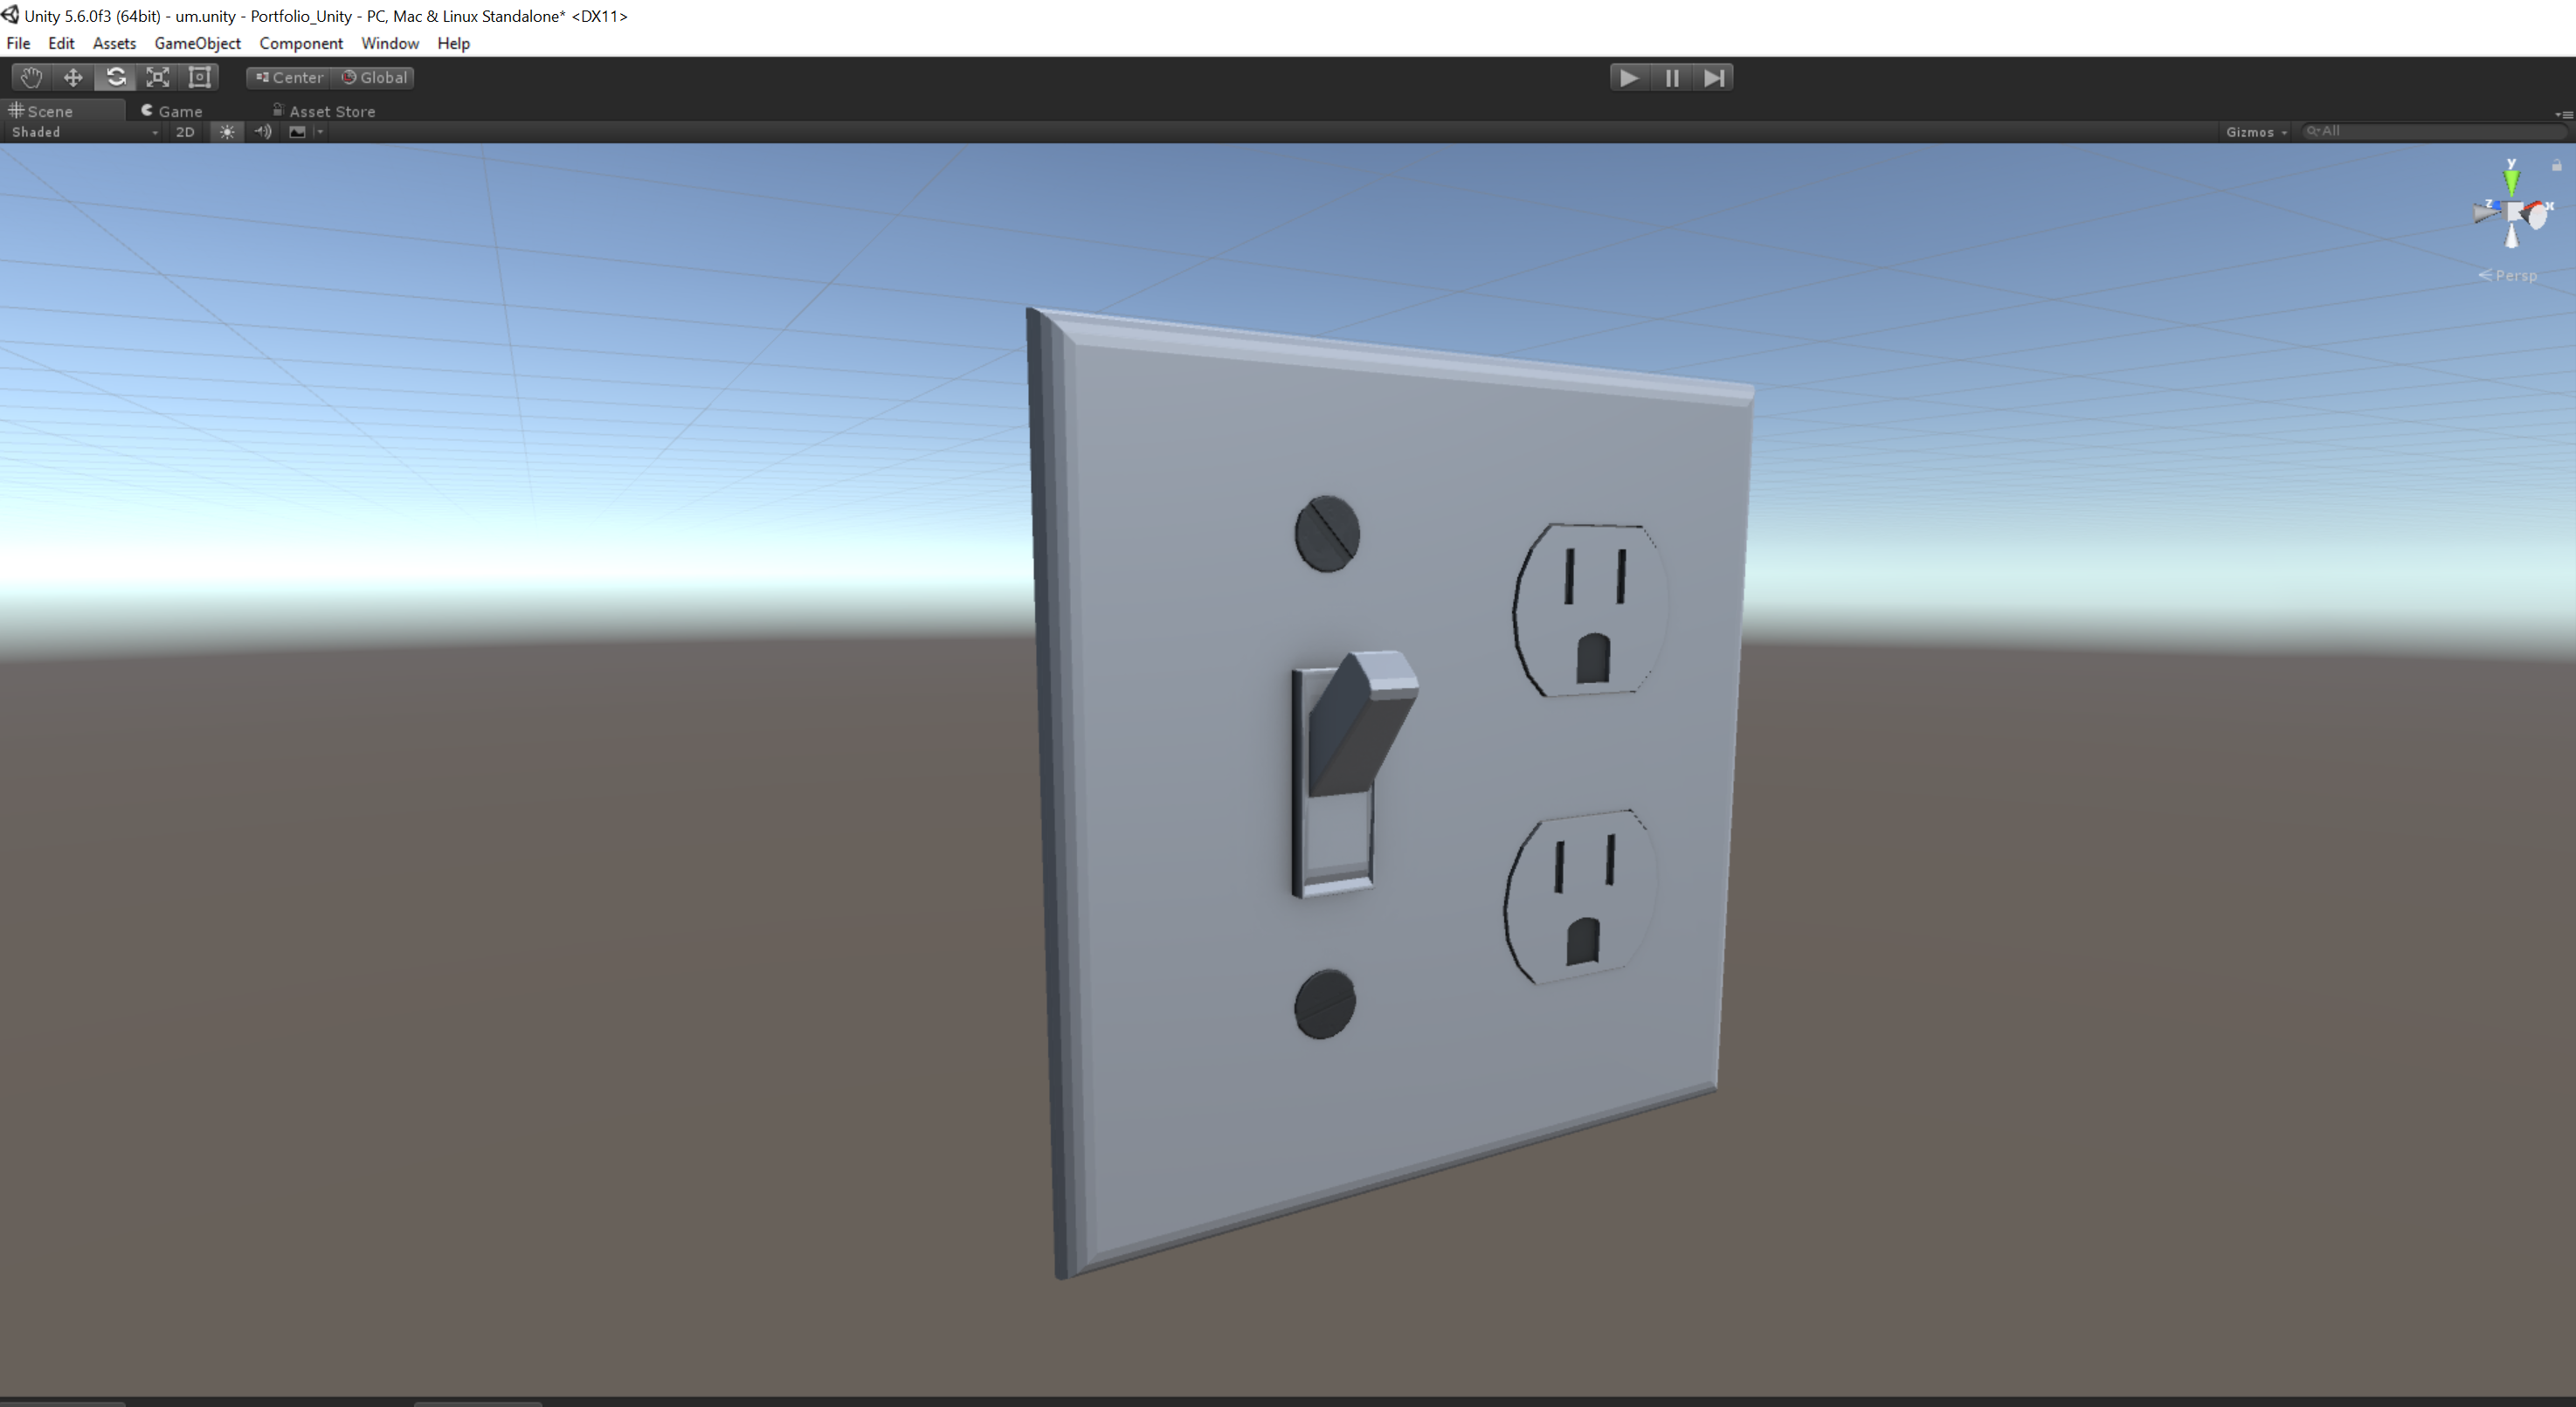 Unity 5.6.0f3 (64bit) - um.unity - Portfolio_Unity - PC, Mac & Linux Standalone* <DX11>
File Edit Assets GameObject Component Window Help
Center Global
Scene Game Asset Store
Shaded 2D Gizmos All
y
z x
Persp